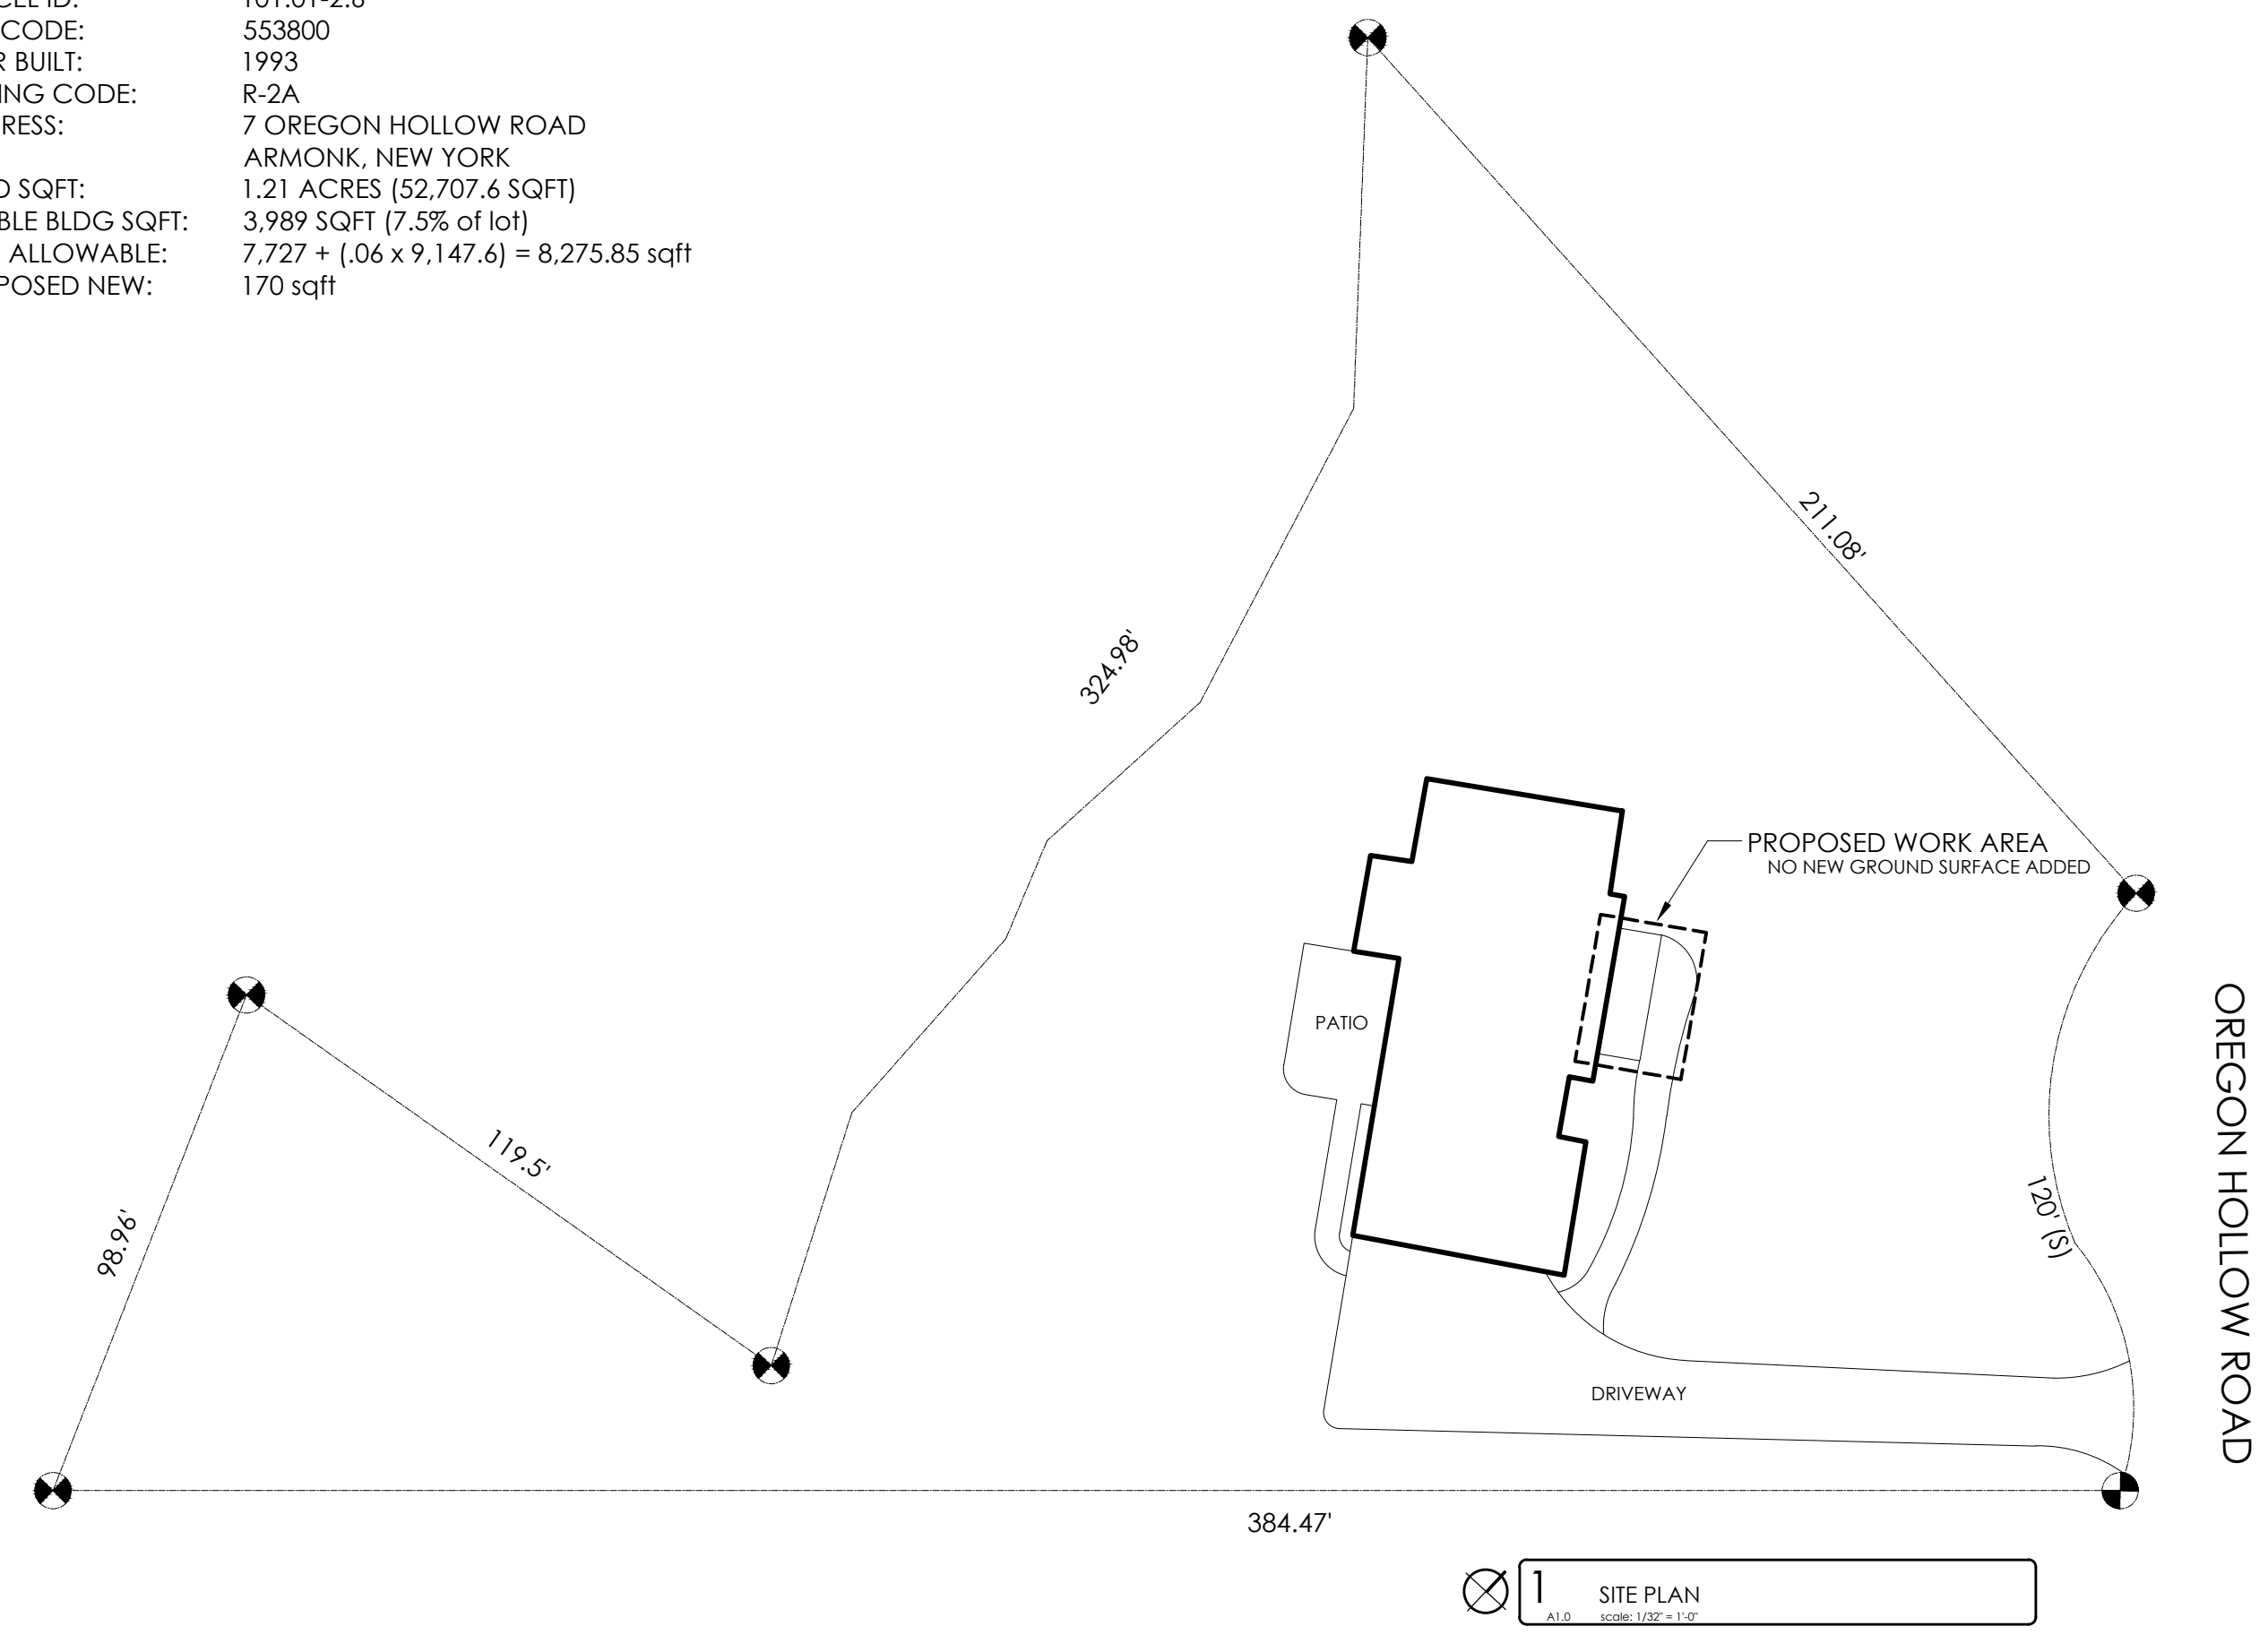 CODE: 553800
BUILT: 1993
CODE: R-2A
7 OREGON HOLLOW ROAD
ARMONK, NEW YORK
SQFT: 1.21 ACRES (52,707.6 SQFT)
BLDG SQFT: 3,989 SQFT (7.5% of lot)
ALLOWABLE: 7,727 + (.06 x 9,147.6) = 8,275.85 sqft
NEW: 170 sqft
211.08'
324.98'
PROPOSED WORK AREA
NO NEW GROUND SURFACE ADDED
PATIO
119.5'
98.96'
120' (S)
OREGON HOLLOW ROAD
DRIVEWAY
384.47'
1 SITE PLAN
A1.0 scale: 1/32" = 1'-0"